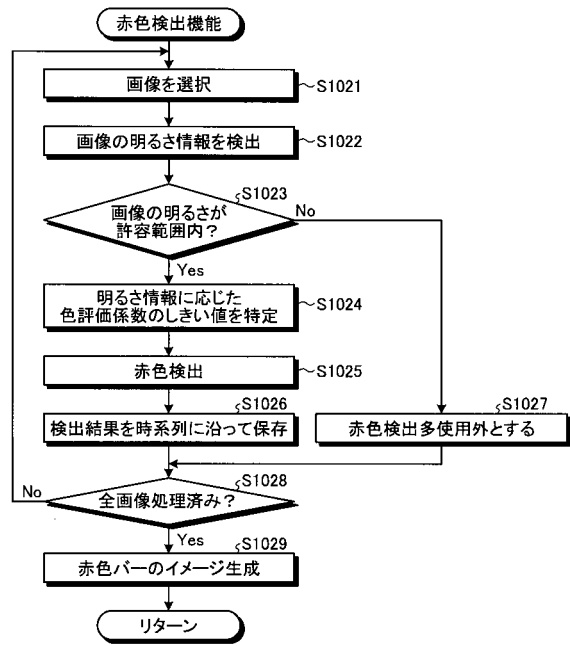 赤色検出機能
画像を選択
S1021
画像の明るさ情報を検出
S1022
S1023
画像の明るさが
許容範囲内？
No
Yes
明るさ情報に応じた
色評価係数のしきい値を特定
S1024
赤色検出
S1025
S1026
検出結果を時系列に沿って保存
S1027
赤色検出多使用外とする
S1028
全画像処理済み？
No
Yes
S1029
赤色バーのイメージ生成
リターン